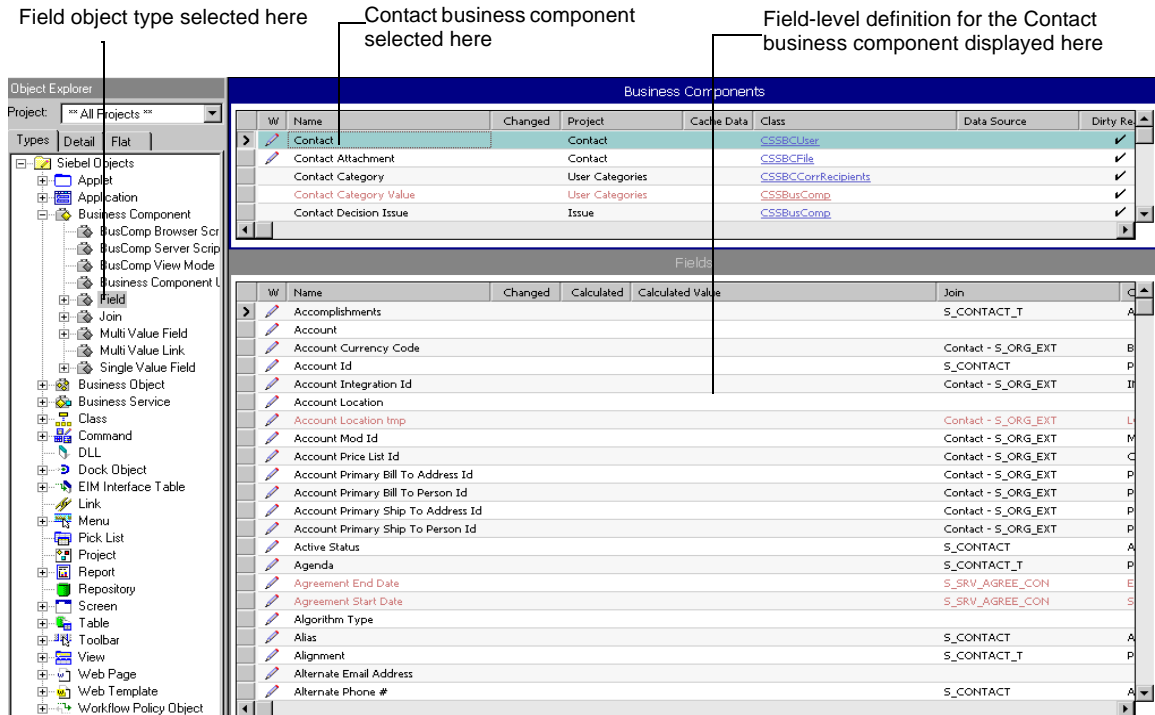 Field object type selected here
Contact business component
selected here
Field-level definition for the Contact
business component displayed here
Object Explorer
Project: ** All Projects **
Types Detail Flat
Siebel Objects
Applet
Application
Business Component
BusComp Browser Scr
BusComp Server Scrip
BusComp View Mode
Business Component U
Field
Join
Multi Value Field
Multi Value Link
Single Value Field
Business Object
Business Service
Class
Command
DLL
Dock Object
EIM Interface Table
Link
Menu
Pick List
Project
Report
Repository
Screen
Table
Toolbar
View
Web Page
Web Template
Workflow Policy Object
Business Components
W Name Changed Project Cache Data Class Data Source Dirty Re
Contact Contact CSSBCUser
Contact Attachment Contact CSSBCFile
Contact Category User Categories CSSBCCorrRecipients
Contact Category Value User Categories CSSBusComp
Contact Decision Issue Issue CSSBusComp
Fields
W Name Changed Calculated Calculated Value Join C
Accomplishments S_CONTACT_T A
Account
Account Currency Code Contact - S_ORG_EXT B
Account Id S_CONTACT P
Account Integration Id Contact - S_ORG_EXT IN
Account Location
Account Location tmp Contact - S_ORG_EXT L
Account Mod Id Contact - S_ORG_EXT M
Account Price List Id Contact - S_ORG_EXT C
Account Primary Bill To Address Id Contact - S_ORG_EXT P
Account Primary Bill To Person Id Contact - S_ORG_EXT P
Account Primary Ship To Address Id Contact - S_ORG_EXT P
Account Primary Ship To Person Id Contact - S_ORG_EXT P
Active Status S_CONTACT A
Agenda S_CONTACT_T P
Agreement End Date S_SRV_AGREE_CON E
Agreement Start Date S_SRV_AGREE_CON S
Algorithm Type
Alias S_CONTACT A
Alignment S_CONTACT_T P
Alternate Email Address
Alternate Phone # S_CONTACT A